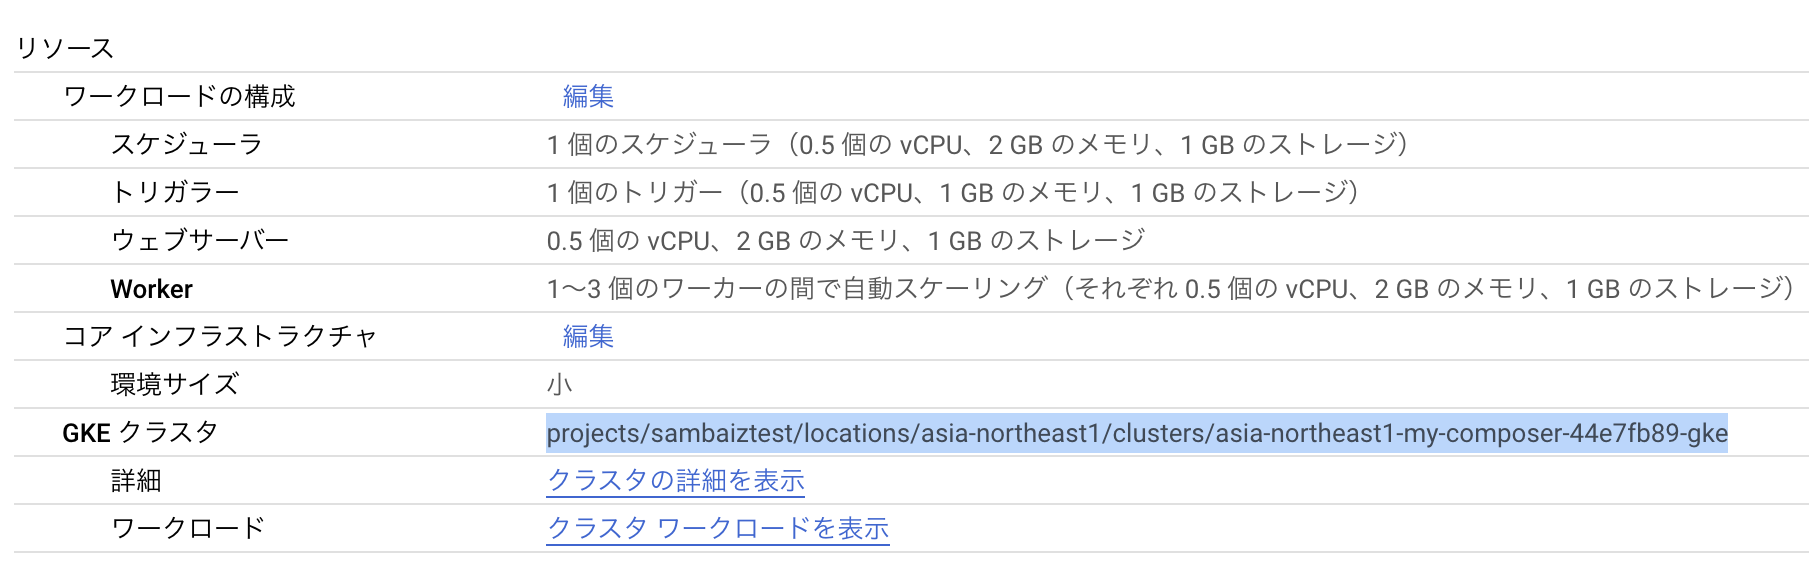 リソース
ワークロードの構成 編集
スケジューラ 1 個のスケジューラ（0.5 個の vCPU、2 GB のメモリ、1 GB のストレージ）
トリガラー 1 個のトリガー（0.5 個の vCPU、1 GB のメモリ、1 GB のストレージ）
ウェブサーバー 0.5 個の vCPU、2 GB のメモリ、1 GB のストレージ
Worker 1～3 個のワーカーの間で自動スケーリング（それぞれ 0.5 個の vCPU、2 GB のメモリ、1 GB のストレージ）
コア インフラストラクチャ 編集
環境サイズ 小
GKE クラスタ projects/sambaiztest/locations/asia-northeast1/clusters/asia-northeast1-my-composer-44e7fb89-gke
詳細 クラスタの詳細を表示
ワークロード クラスタ ワークロードを表示